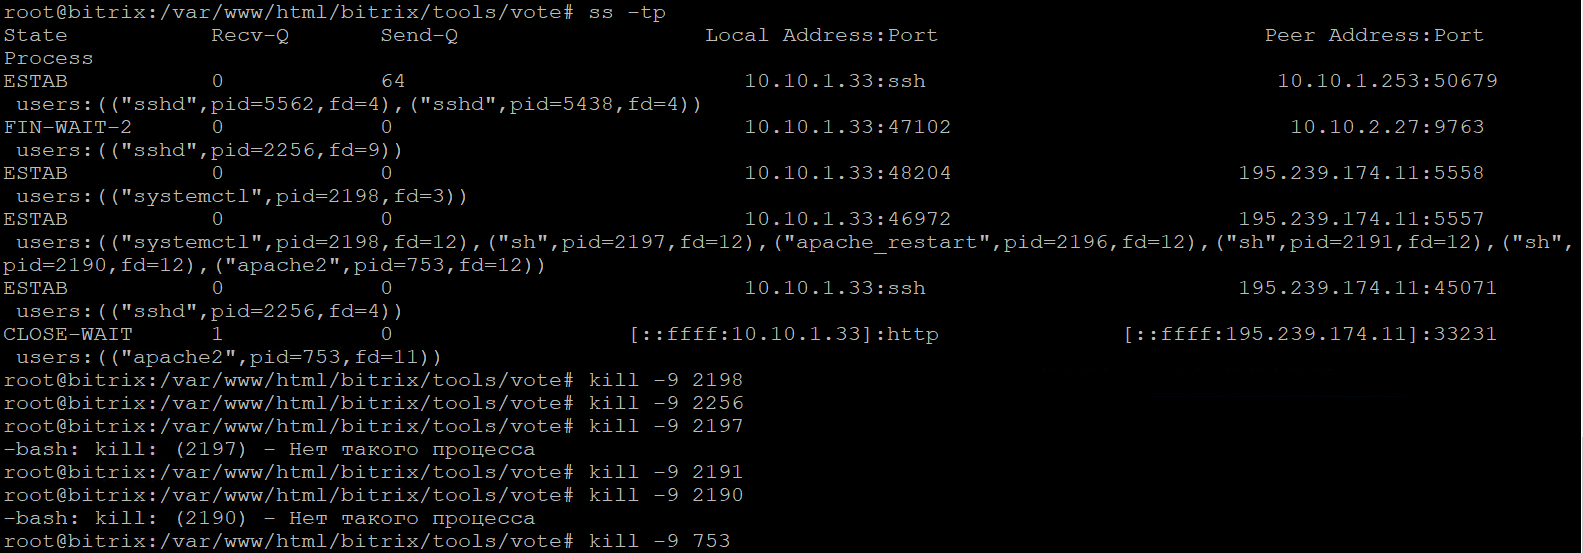 root@bitrix:/var/www/html/bitrix/tools/vote# ss -tp
State Recv-Q Send-Q Local Address:Port Peer Address:Port
Process
ESTAB 0 64 10.10.1.33:ssh 10.10.1.253:50679
users:(("sshd",pid=5562,fd=4),("sshd",pid=5438,fd=4))
FIN-WAIT-2 0 0 10.10.1.33:47102 10.10.2.27:9763
users:(("sshd",pid=2256,fd=9))
ESTAB 0 0 10.10.1.33:48204 195.239.174.11:5558
users:(("systemctl",pid=2198,fd=3))
ESTAB 0 0 10.10.1.33:46972 195.239.174.11:5557
users:(("systemctl",pid=2198,fd=12),("sh",pid=2197,fd=12),("apache_restart",pid=2196,fd=12),("sh",pid=2191,fd=12),("sh",
pid=2190,fd=12),("apache2",pid=753,fd=12))
ESTAB 0 0 10.10.1.33:ssh 195.239.174.11:45071
users:(("sshd",pid=2256,fd=4))
CLOSE-WAIT 1 0 [::ffff:10.10.1.33]:http [::ffff:195.239.174.11]:33231
users:(("apache2",pid=753,fd=11))
root@bitrix:/var/www/html/bitrix/tools/vote# kill -9 2198
root@bitrix:/var/www/html/bitrix/tools/vote# kill -9 2256
root@bitrix:/var/www/html/bitrix/tools/vote# kill -9 2197
-bash: kill: (2197) - Нет такого процесса
root@bitrix:/var/www/html/bitrix/tools/vote# kill -9 2191
root@bitrix:/var/www/html/bitrix/tools/vote# kill -9 2190
-bash: kill: (2190) - Нет такого процесса
root@bitrix:/var/www/html/bitrix/tools/vote# kill -9 753